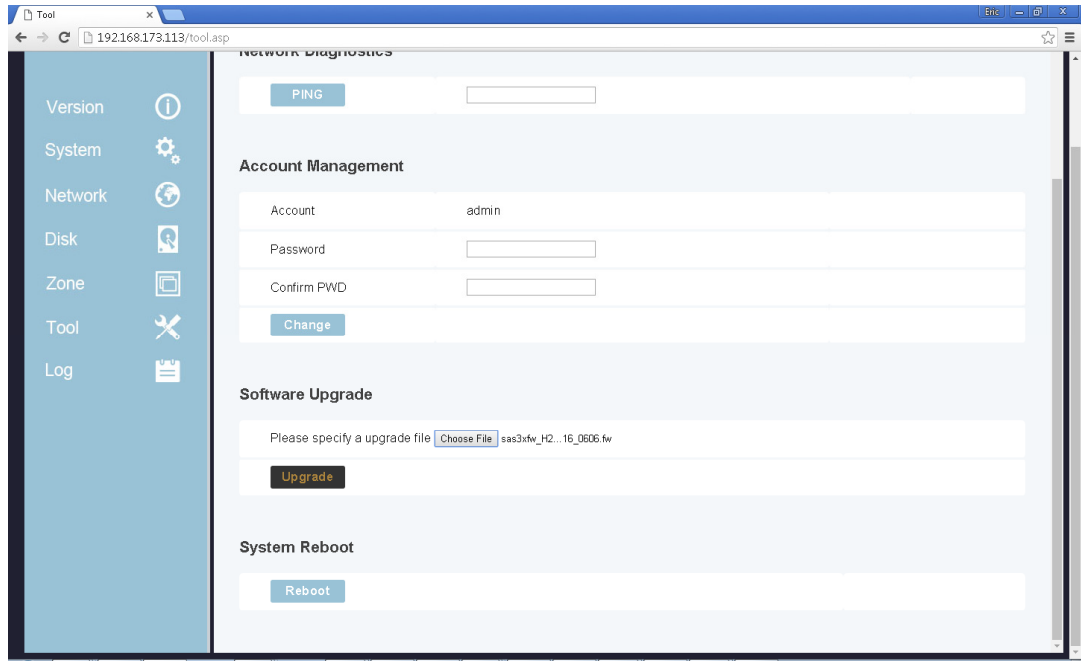 Tool
Eric
192.168.173.113/tool.asp
Network Diagnostics
PING
Version
System
Network
Disk
Zone
Tool
Log
Account Management
Account admin
Password
Confirm PWD
Change
Software Upgrade
Please specify a upgrade file Choose File sas3xfw_H2...16_0606.fw
Upgrade
System Reboot
Reboot